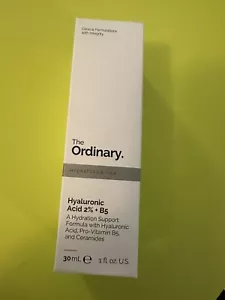 Clinical Formulations
with Integrity.
The
Ordinary.
Hyaluronic
Acid 2% + B5
A Hydration Support
Formula with Hyaluronic
Acid, Pro-Vitamin B5,
and Ceramides
30 mL ℮ 1 fl. oz. U.S.